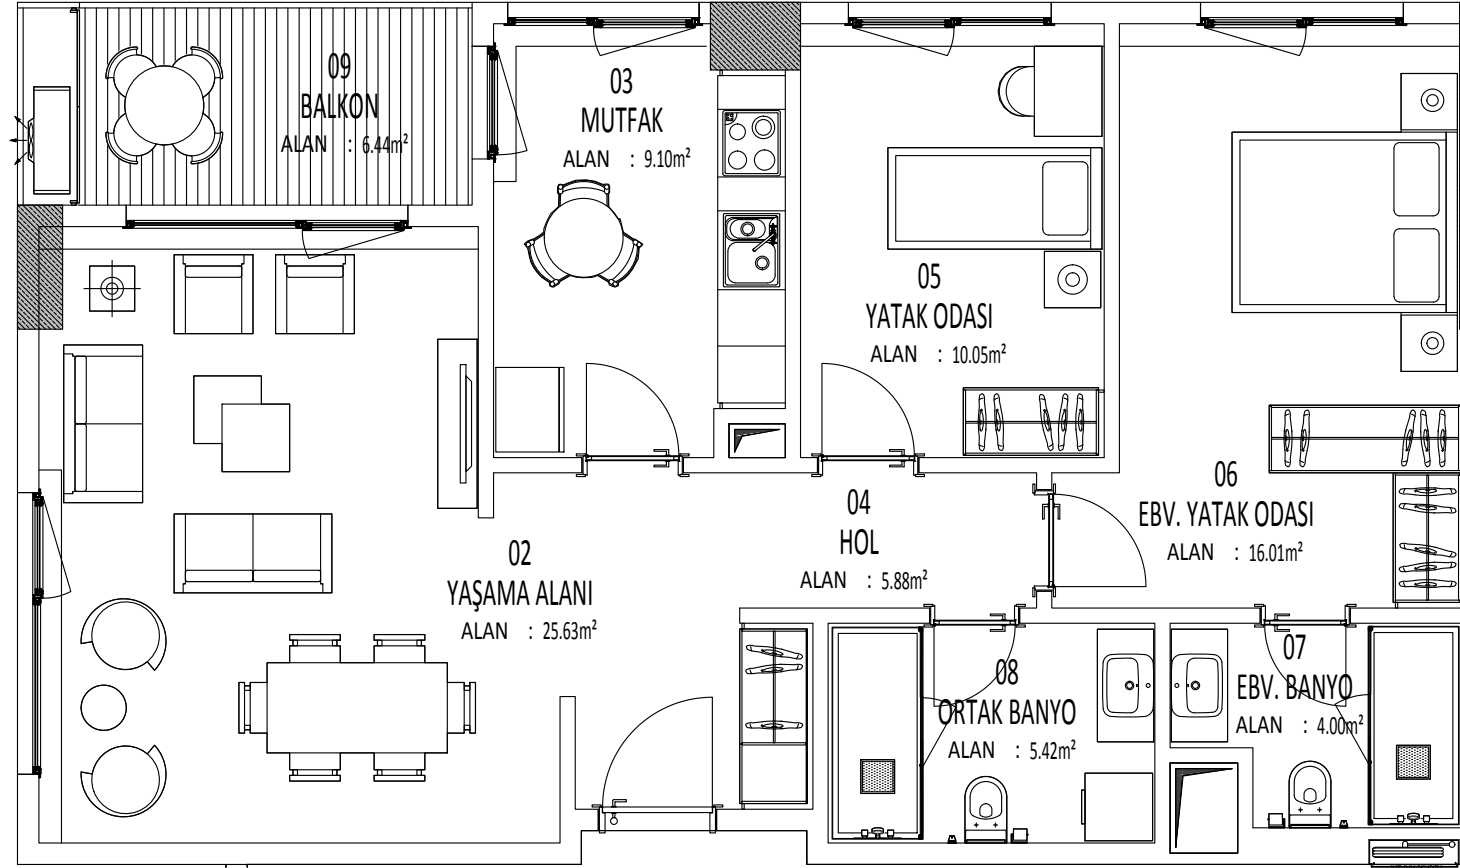 09
BALKON
ALAN : 6.44m²
03
MUTFAK
ALAN : 9.10m²
05
YATAK ODASI
ALAN : 10.05m²
06
EBV. YATAK ODASI
ALAN : 16.01m²
04
HOL
ALAN : 5.88m²
02
YAŞAMA ALANI
ALAN : 25.63m²
08
ORTAK BANYO
ALAN : 5.42m²
07
EBV. BANYO
ALAN : 4.00m²